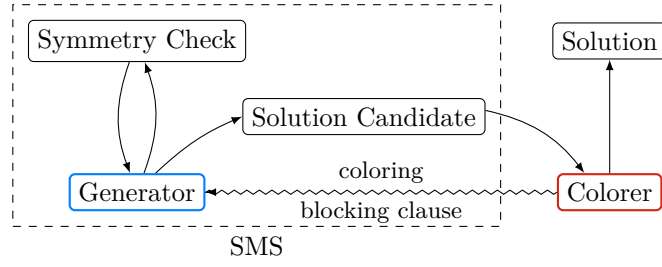 Symmetry Check
Solution
Solution Candidate
coloring
Generator
Colorer
blocking clause
SMS